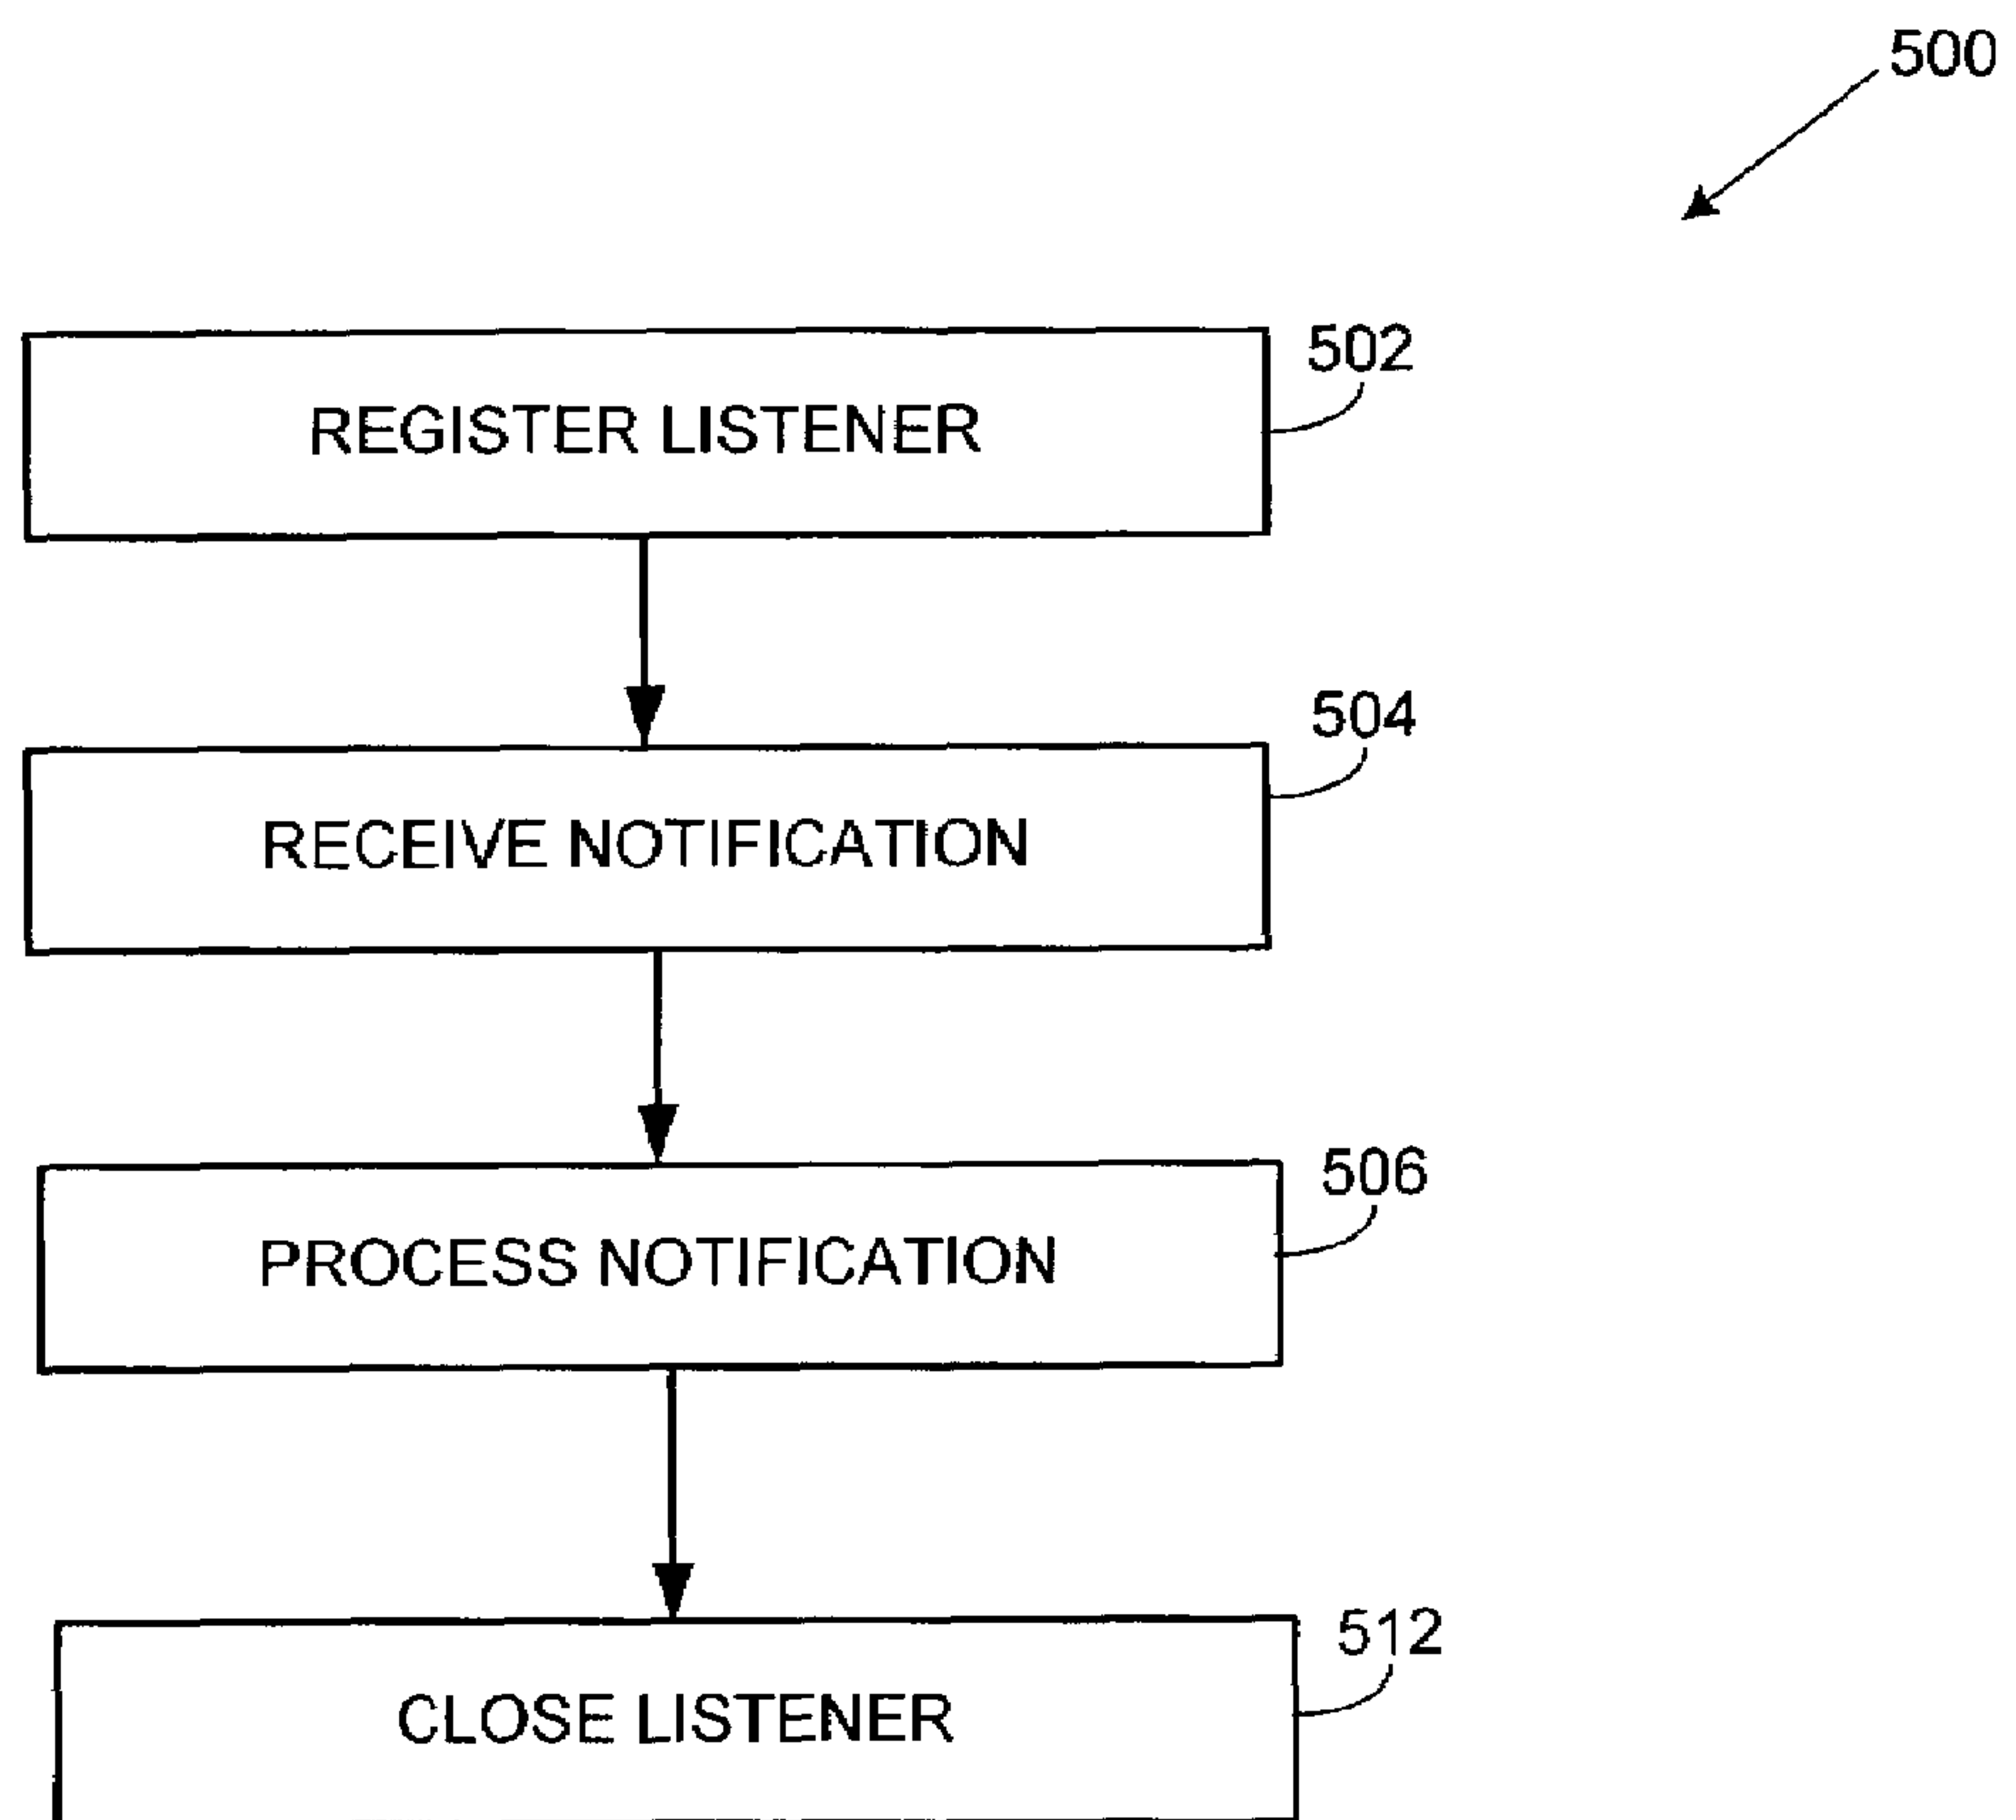 500
502
REGISTER LISTENER
504
RECEIVE NOTIFICATION
506
PROCESS NOTIFICATION
512
CLOSE LISTENER